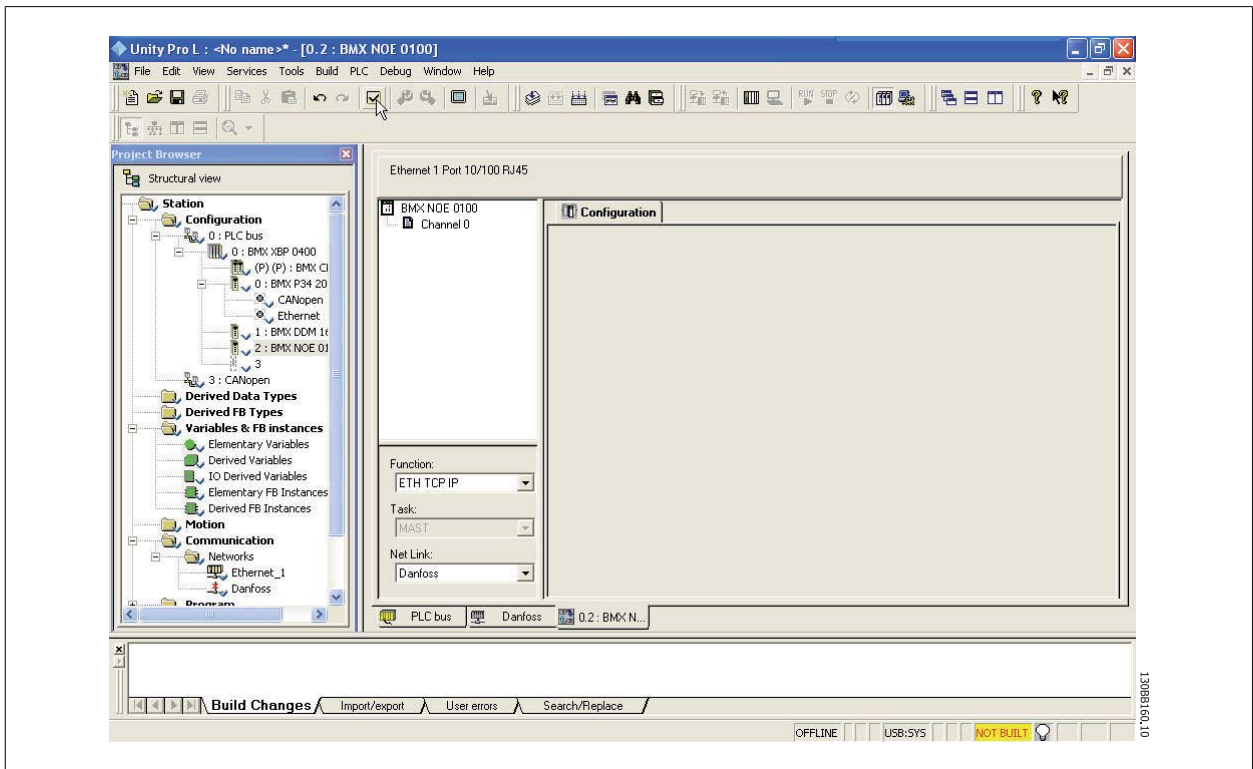 Unity Pro L : <No name>* - [0.2 : BMX NOE 0100]
File Edit View Services Tools Build PLC Debug Window Help
RUN STOP
Project Browser
Structural view
Station
Configuration
0 : PLC bus
0 : BMX XBP 0400
(P) (P) : BMX C
0 : BMX P34 20
CANopen
Ethernet
1 : BMX DDM 16
2 : BMX NOE 01
3
3 : CANopen
Derived Data Types
Derived FB Types
Variables & FB instances
Elementary Variables
Derived Variables
IO Derived Variables
Elementary FB Instances
Derived FB Instances
Motion
Communication
Networks
Ethernet_1
Danfoss
Program
Ethernet 1 Port 10/100 RJ45
BMX NOE 0100
Channel 0
Configuration
Function:
ETH TCP IP
Task:
MAST
Net Link:
Danfoss
PLC bus Danfoss 0.2 : BMX N...
Build Changes Import/export User errors Search/Replace
OFFLINE USB:SYS NOT BUILT
130BB160.10